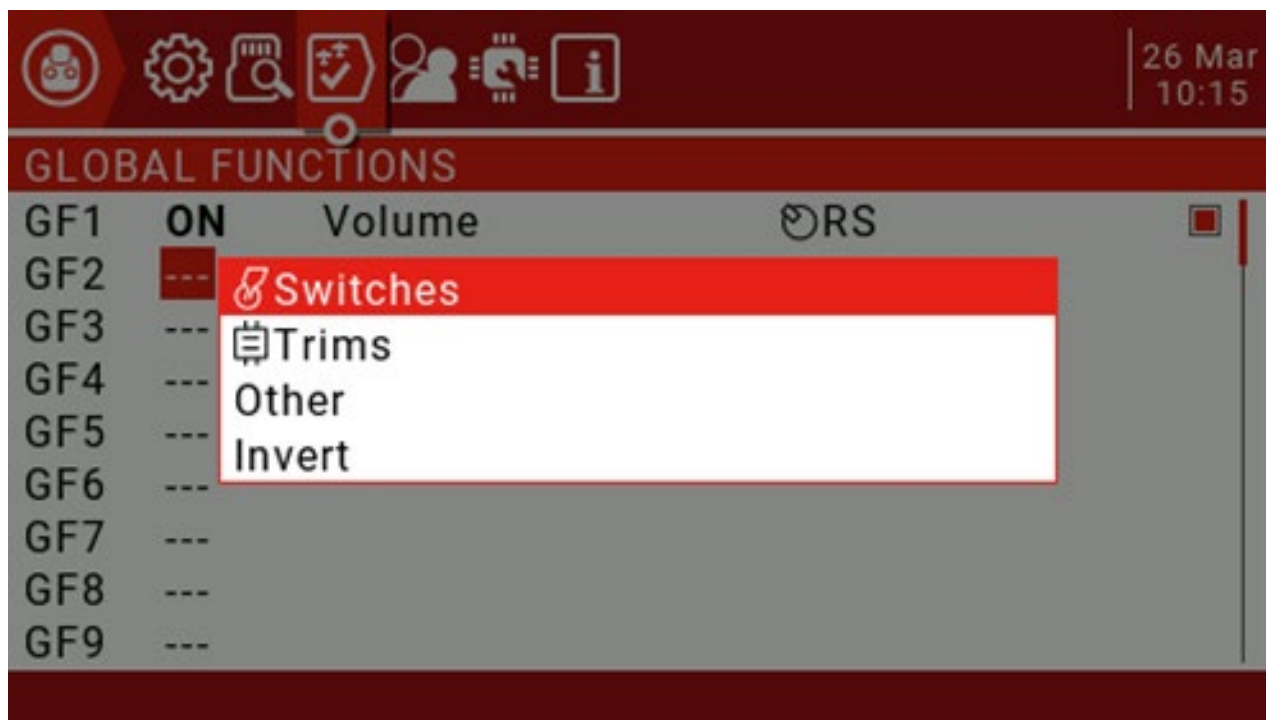 26 Mar
10:15
GLOBAL FUNCTIONS
GF1 ON Volume RS
GF2 ---
Switches
GF3 ---
Trims
GF4 ---
Other
GF5 ---
Invert
GF6 ---
GF7 ---
GF8 ---
GF9 ---